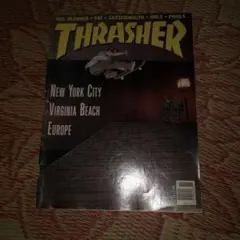 THRASHER
NEW YORK CITY
VIRGINIA BEACH
EUROPE